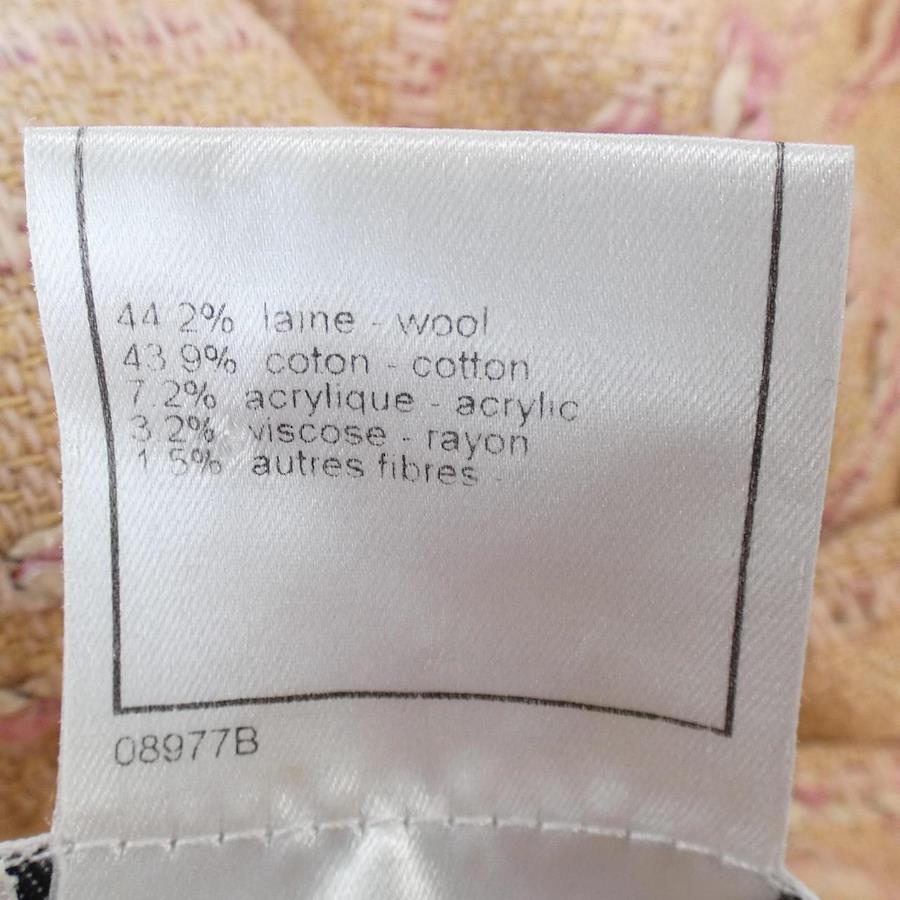 44.2% laine - wool
43.9% coton - cotton
7.2% acrylique - acrylic
3.2% viscose - rayon
1.5% autres fibres -
08977B